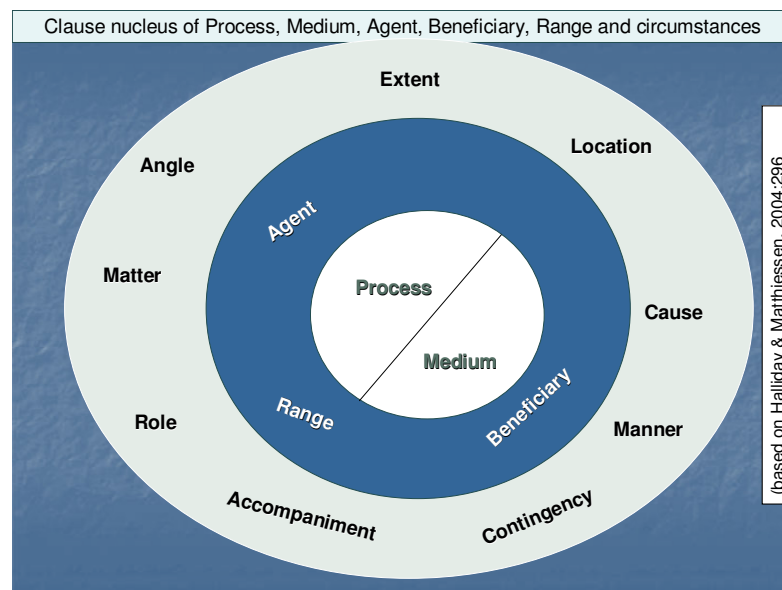 Clause nucleus of Process, Medium, Agent, Beneficiary, Range and circumstances
Extent
Location
Angle
Agent
Matter
Process
Cause
Medium
Range
Beneficiary
Role
Manner
Accompaniment
Contingency
(based on Halliday & Matthiessen, 2004:296